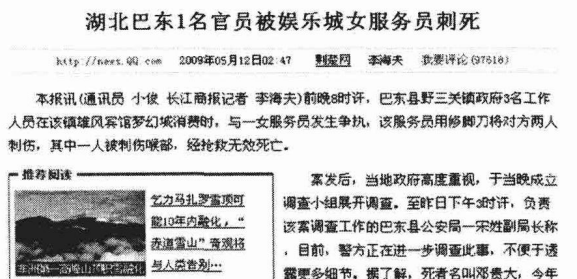 湖北巴东1名官员被娱乐城女服务员刺死
http://news.QQ.com 2009年05月12日02:47 荆楚网 李海夫 我要评论(97618)
本报讯(通讯员 小俊 长江商报记者 李海夫)前晚8时许,巴东县野三关镇政府3名工作
人员在该镇雄风宾馆梦幻城消费时,与一女服务员发生争执,该服务员用修脚刀将对方两人
刺伤,其中一人被刺伤喉部,经抢救无效死亡。
推荐阅读
乞力马扎罗雪顶可
能10年内融化,“
赤道雪山”奇观将
与人类告别…
案发后,当地政府高度重视,于当晚成立
调查小组展开调查。至昨日下午3时许,负责
该案调查工作的巴东县公安局一宋姓副局长称
,目前,警方正在进一步调查此事,不便于透
露更多细节。据了解,死者名叫邓贵大,今年